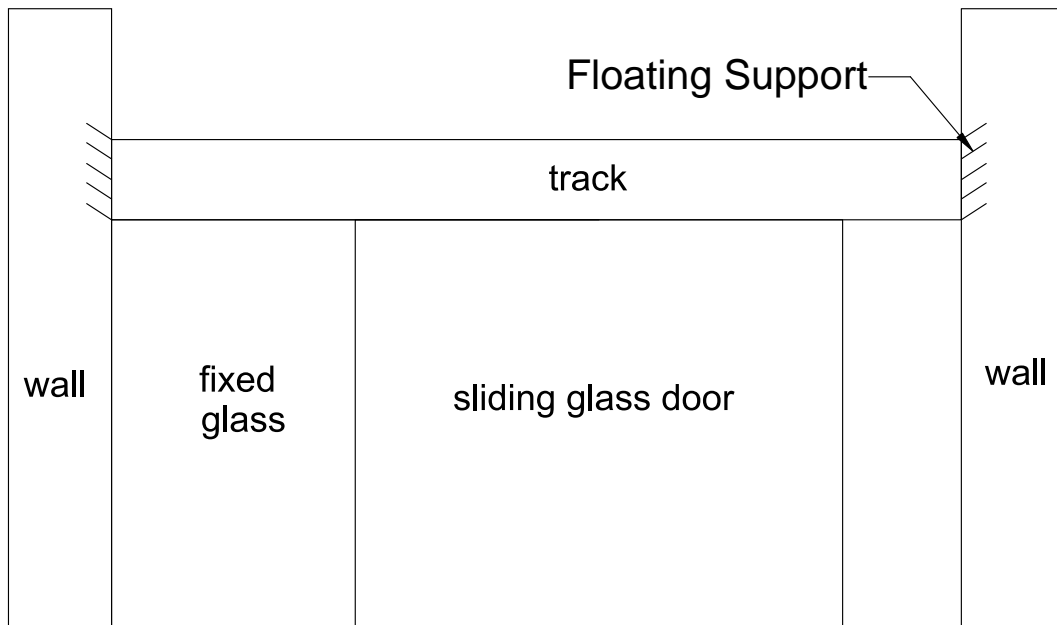 Floating Support
track
wall
fixed
glass
sliding glass door
wall